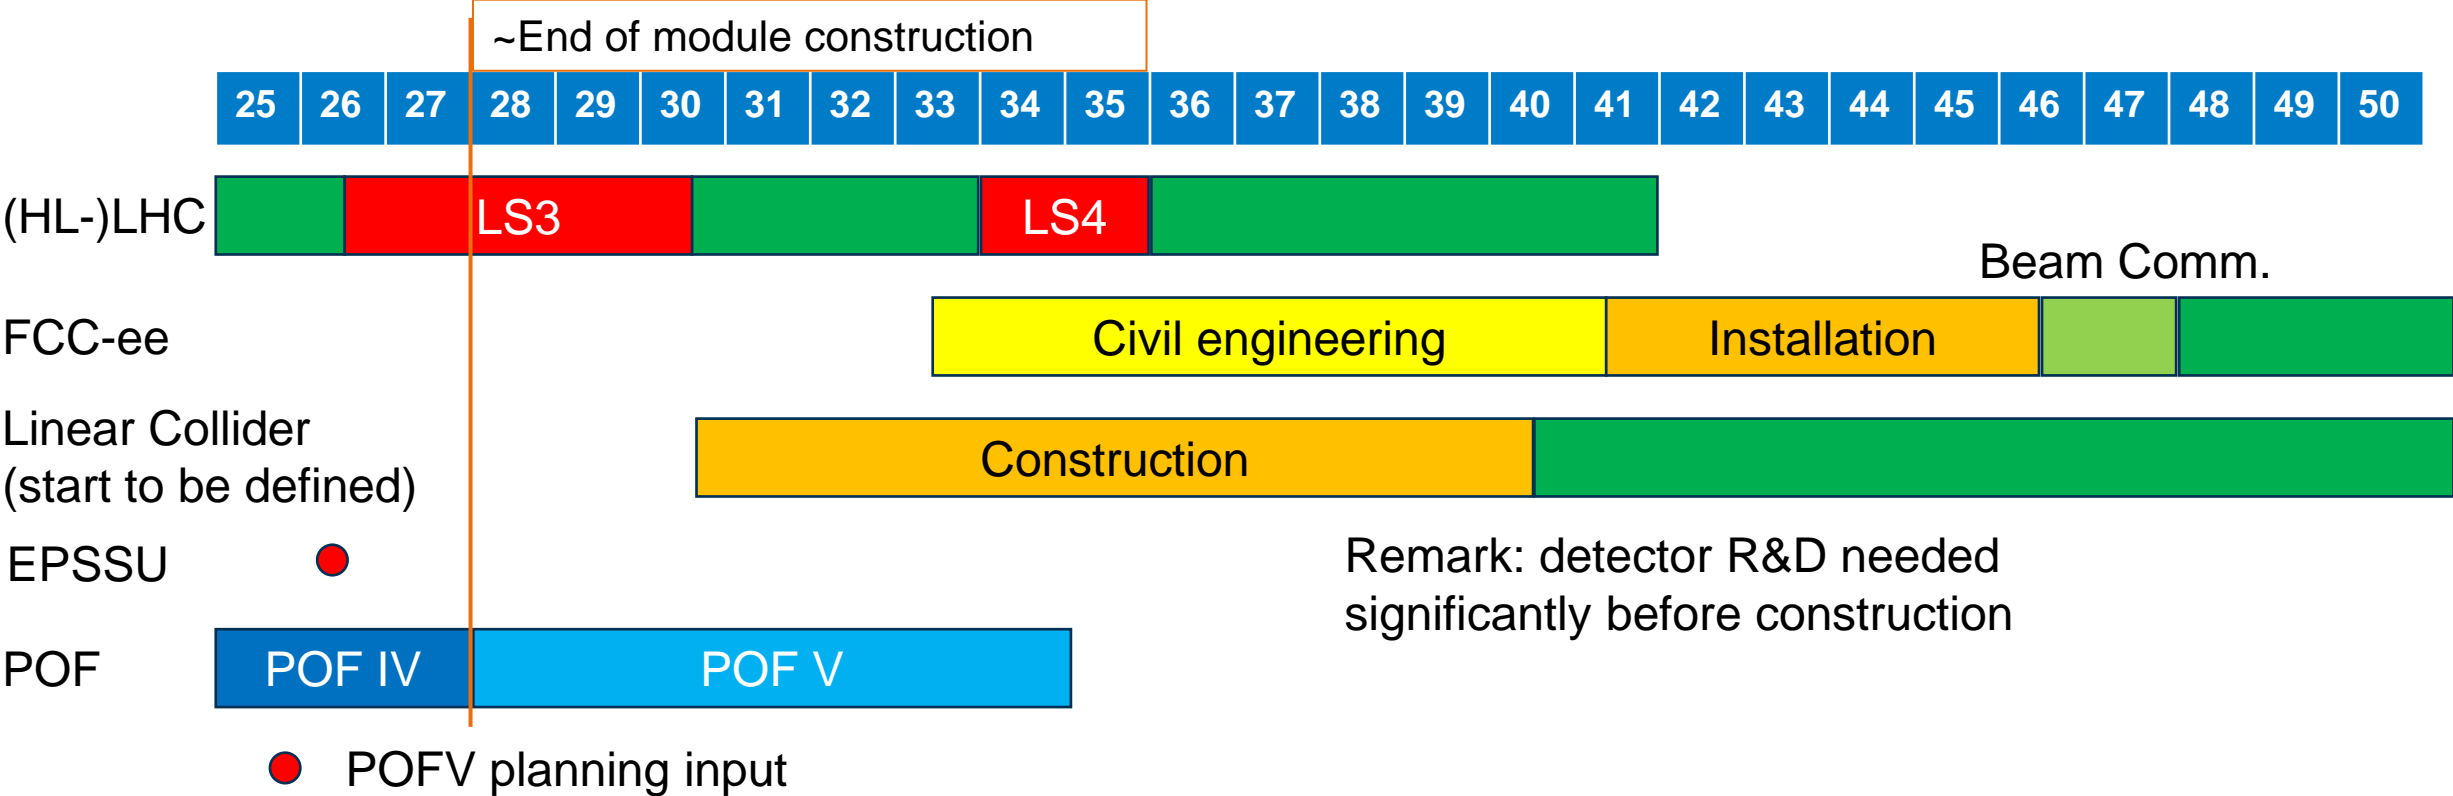 ~End of module construction
25 26 27 28 29 30 31 32 33 34 35 36 37 38 39 40 41 42 43 44 45 46 47 48 49 50
(HL-)LHC LS3 LS4
Beam Comm.
FCC-ee Civil engineering Installation
Linear Collider
(start to be defined)
Construction
EPSSU
Remark: detector R&D needed
significantly before construction
POF POF IV POF V
POFV planning input